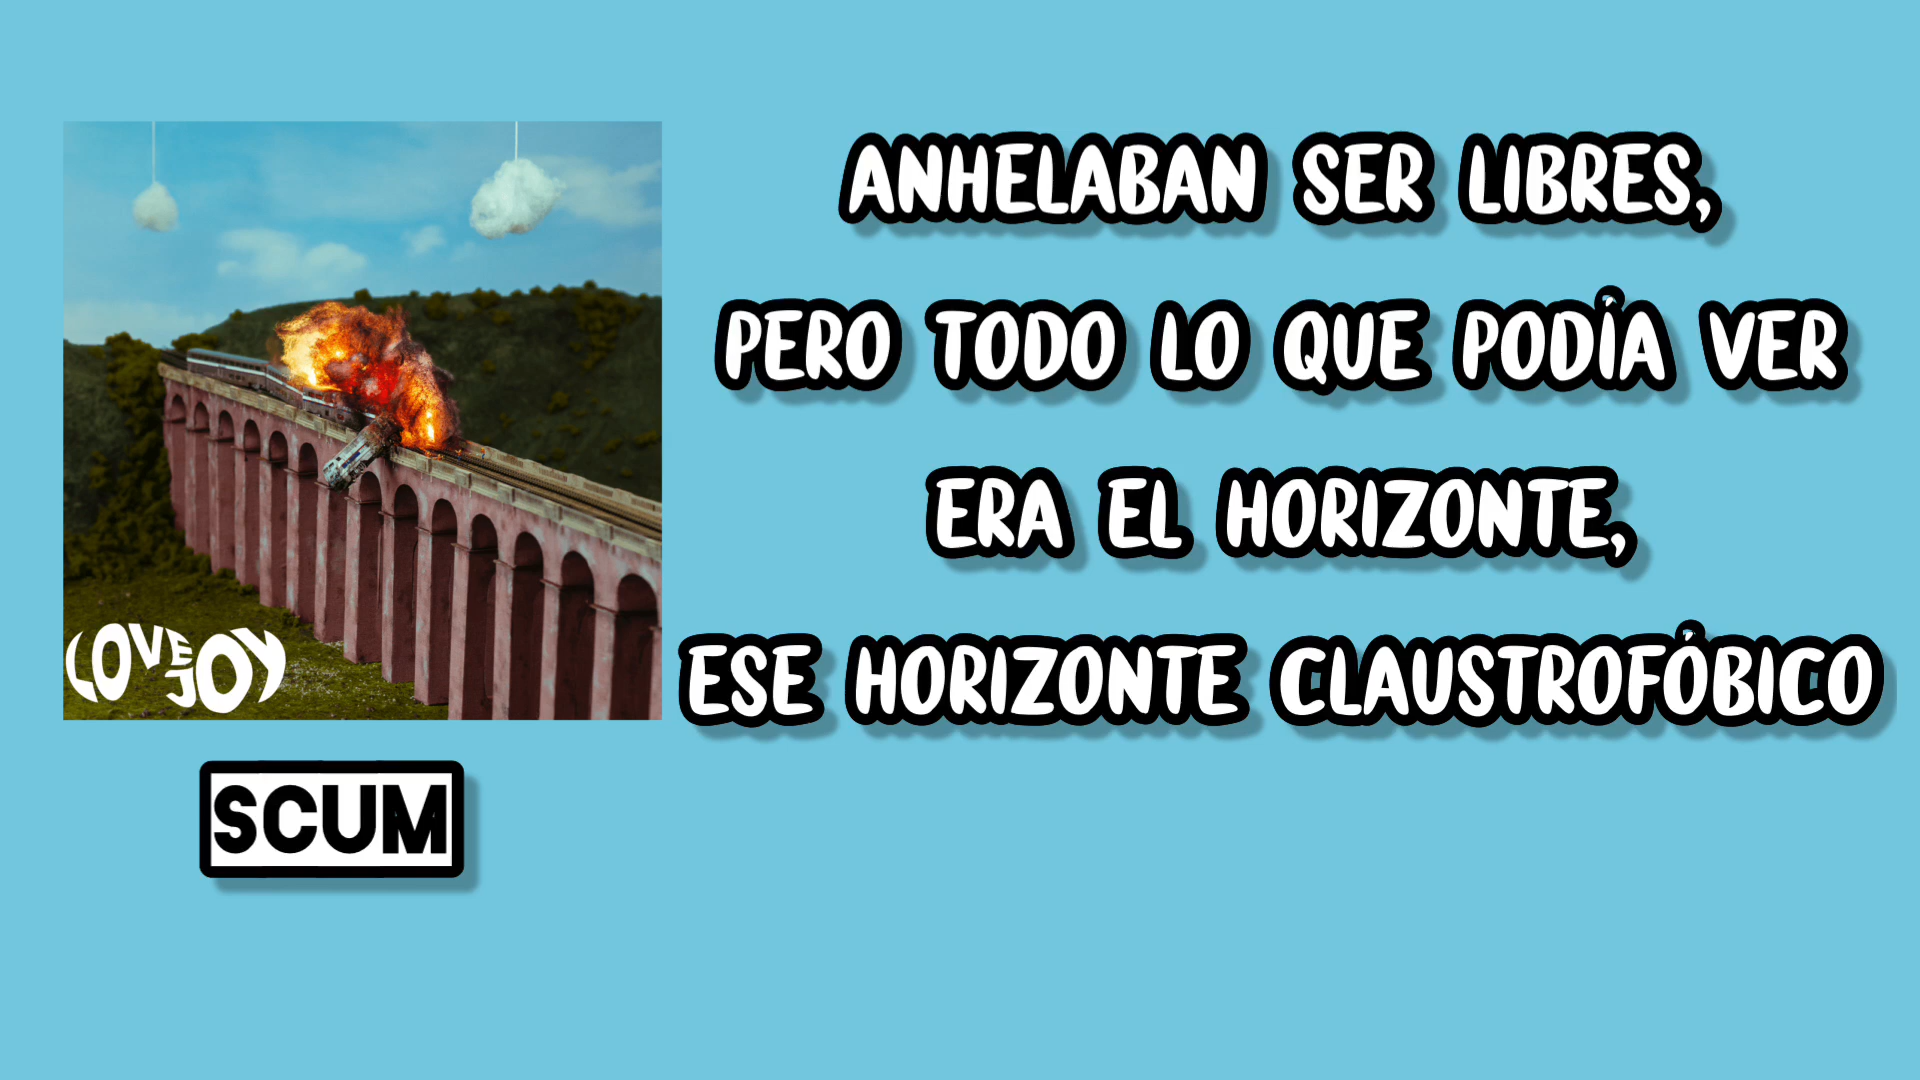 ANHELABAN SER LIBRES,
PERO TODO LO QUE PODÍA VER
ERA EL HORIZONTE,
ESE HORIZONTE CLAUSTROFÓBICO
LOVEJOY
SCUM